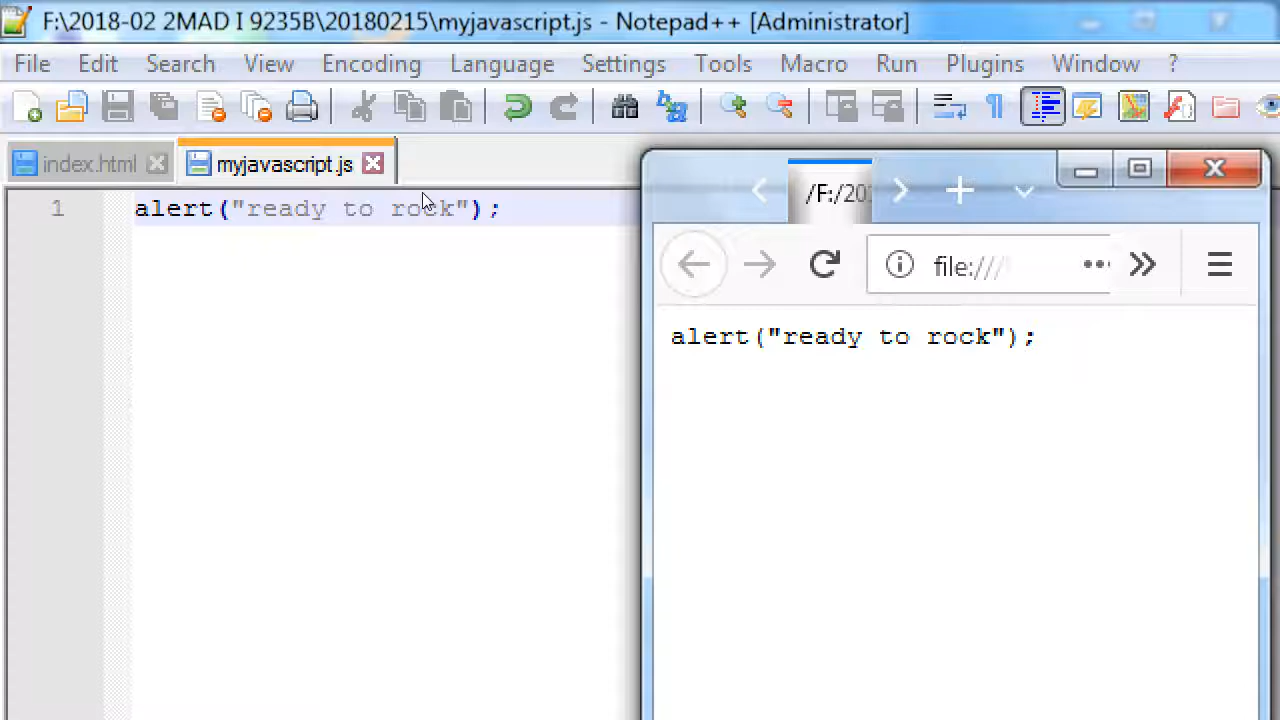 F:\2018-02 2MAD I 9235B\20180215\myjavascript.js - Notepad++ [Administrator]
File Edit Search View Encoding Language Settings Tools Macro Run Plugins Window ?
index.html myjavascript.js
1 alert("ready to rock");
/F:/20
file:///
alert("ready to rock");